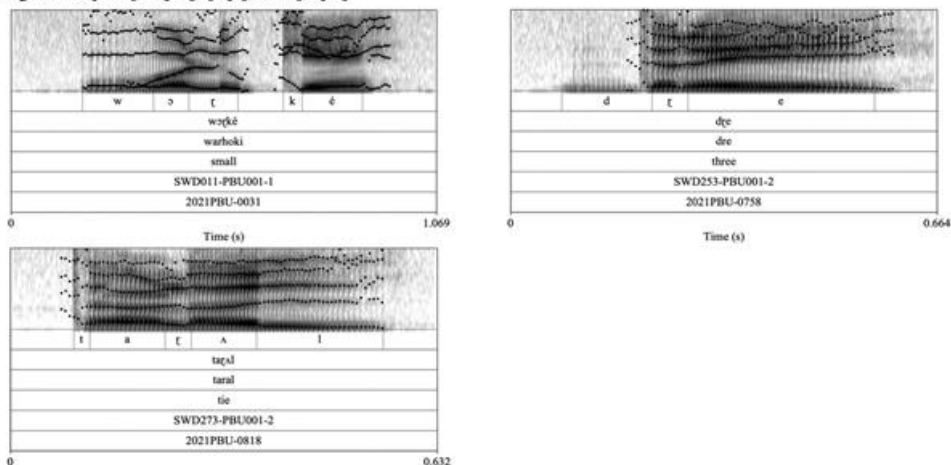 w ɔ ɽ k é
wɔɽké
warhoki
small
SWD011-PBU001-1
2021PBU-0031
0 1.069
Time (s)
d ɽ e
dɽe
dre
three
SWD253-PBU001-2
2021PBU-0758
0 0.664
Time (s)
t a ɽ ʌ l
taɽʌl
taral
tie
SWD273-PBU001-2
2021PBU-0818
0 0.632